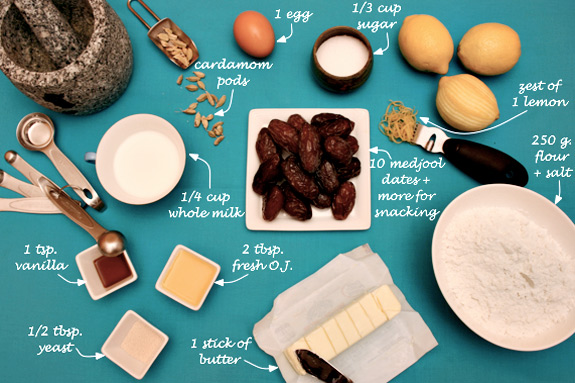 1 egg
1/3 cup
sugar
cardamom
pods
zest of
1 lemon
250 g.
flour
+ salt
10 medjool
dates +
more for
snacking
1/4 cup
whole milk
1 tsp.
vanilla
2 tbsp.
fresh O.J.
1/2 tbsp.
yeast
1 stick of
butter